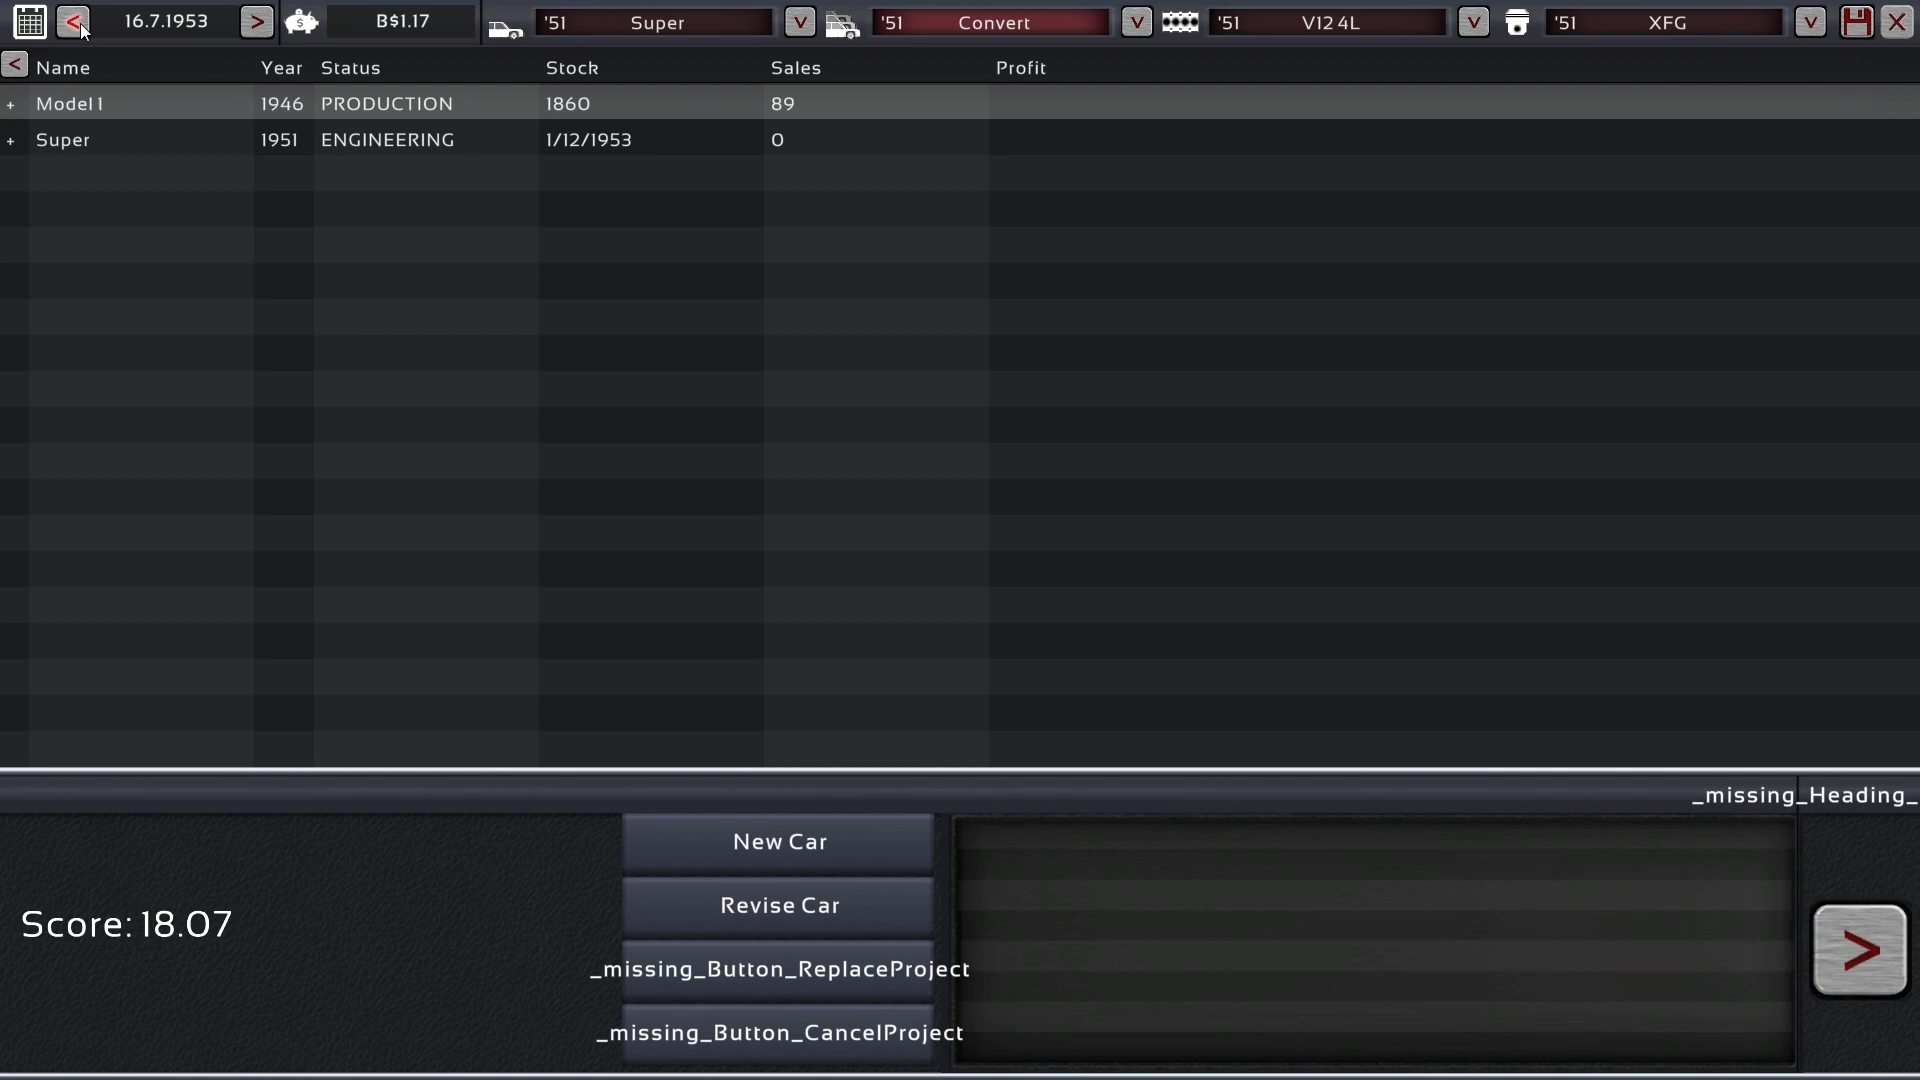 < 16.7.1953 > B$1.17 '51 Super V '51 Convert V '51 V12 4L V '51 XFG V X
< Name Year Status Stock Sales Profit
+ Model 1 1946 PRODUCTION 1860 89
+ Super 1951 ENGINEERING 1/12/1953 0
_missing_Heading_
New Car
Revise Car
Score: 18.07
_missing_Button_ReplaceProject
_missing_Button_CancelProject
>